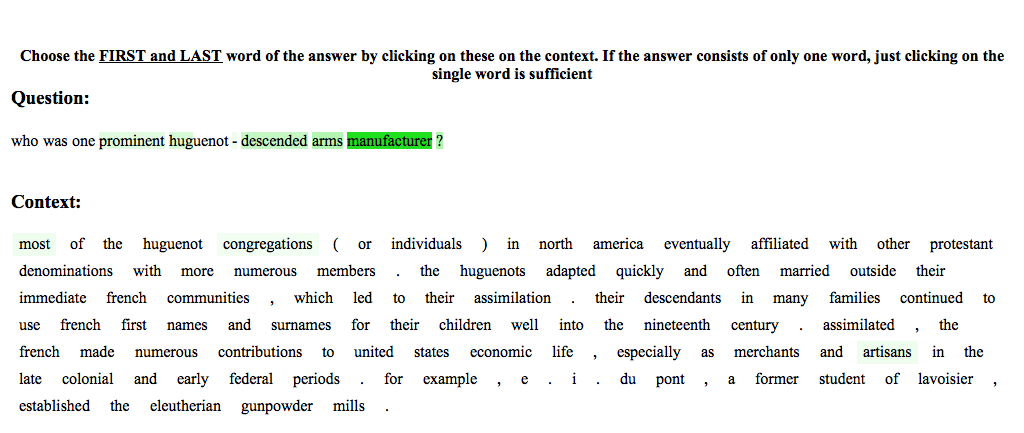 Choose the FIRST and LAST word of the answer by clicking on these on the context. If the answer consists of only one word, just clicking on the
single word is sufficient
Question:
who was one prominent huguenot - descended arms manufacturer ?
Context:
most of the huguenot congregations ( or individuals ) in north america eventually affiliated with other protestant
denominations with more numerous members . the huguenots adapted quickly and often married outside their
immediate french communities , which led to their assimilation . their descendants in many families continued to
use french first names and surnames for their children well into the nineteenth century . assimilated , the
french made numerous contributions to united states economic life , especially as merchants and artisans in the
late colonial and early federal periods . for example , e . i . du pont , a former student of lavoisier ,
established the eleutherian gunpowder mills .